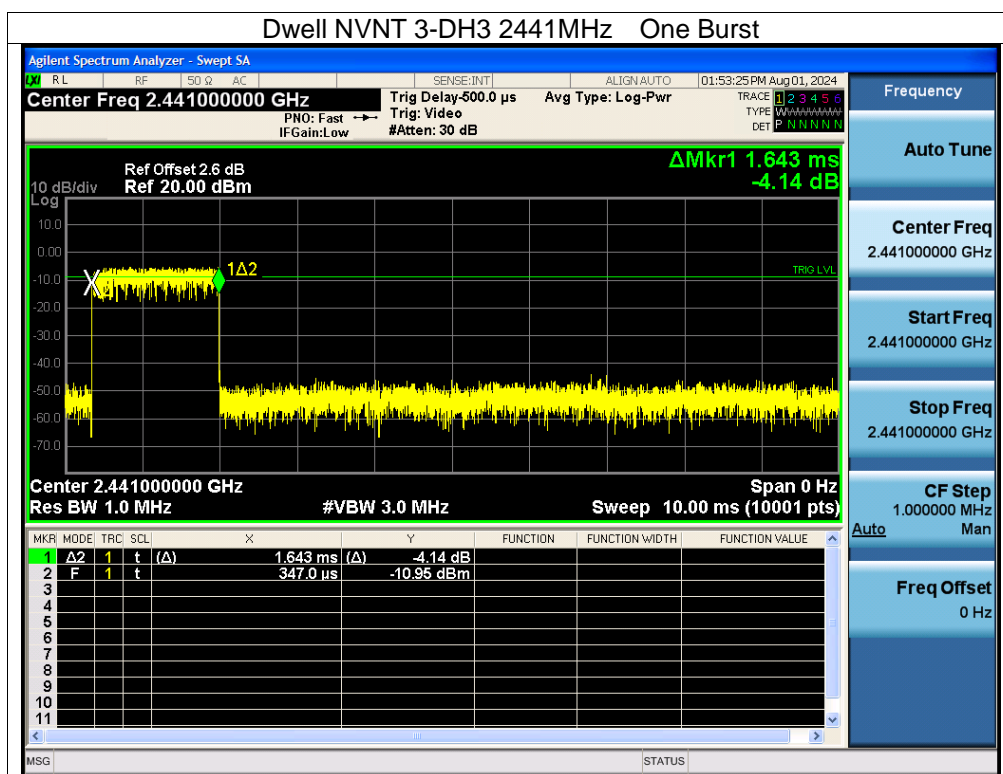 Dwell NVNT 3-DH3 2441MHz One Burst
Agilent Spectrum Analyzer - Swept SA
LXI RL RF 50 Ω AC SENSE:INT ALIGN AUTO 01:53:25 PM Aug 01, 2024
Center Freq 2.441000000 GHz
PNO: Fast
IFGain:Low
Trig Delay-500.0 µs
Trig: Video
#Atten: 30 dB
Avg Type: Log-Pwr
TRACE 1 2 3 4 5 6
TYPE WWWWWW
DET P N N N N N
Frequency
Auto Tune
Center Freq
2.441000000 GHz
Start Freq
2.441000000 GHz
Stop Freq
2.441000000 GHz
CF Step
1.000000 MHz
Auto Man
Freq Offset
0 Hz
ΔMkr1 1.643 ms
-4.14 dB
Ref Offset 2.6 dB
10 dB/div Ref 20.00 dBm
Log
10.0
0.00
-10.0
-20.0
-30.0
-40.0
-50.0
-60.0
-70.0
1Δ2
TRIG LVL
Center 2.441000000 GHz Span 0 Hz
Res BW 1.0 MHz #VBW 3.0 MHz Sweep 10.00 ms (10001 pts)
MKR MODE TRC SCL X Y FUNCTION FUNCTION WIDTH FUNCTION VALUE
1 Δ2 1 t (Δ) 1.643 ms (Δ) -4.14 dB
2 F 1 t 347.0 µs -10.95 dBm
3
4
5
6
7
8
9
10
11
MSG STATUS